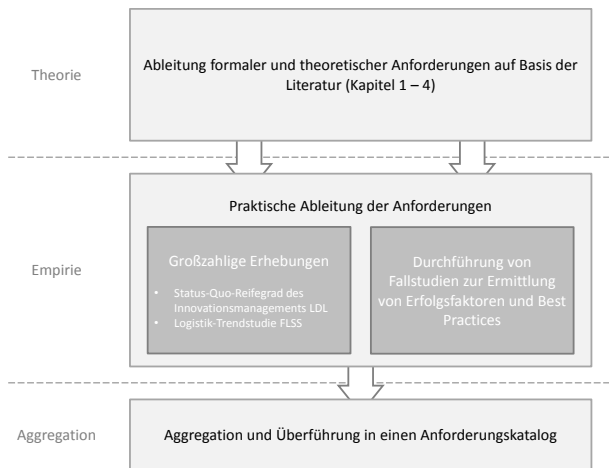 Theorie
Ableitung formaler und theoretischer Anforderungen auf Basis der
Literatur (Kapitel 1 – 4)
Empirie
Praktische Ableitung der Anforderungen
Großzahlige Erhebungen
• Status-Quo-Reifegrad des
Innovationsmanagements LDL
• Logistik-Trendstudie FLSS
Durchführung von
Fallstudien zur Ermittlung
von Erfolgsfaktoren und Best
Practices
Aggregation
Aggregation und Überführung in einen Anforderungskatalog